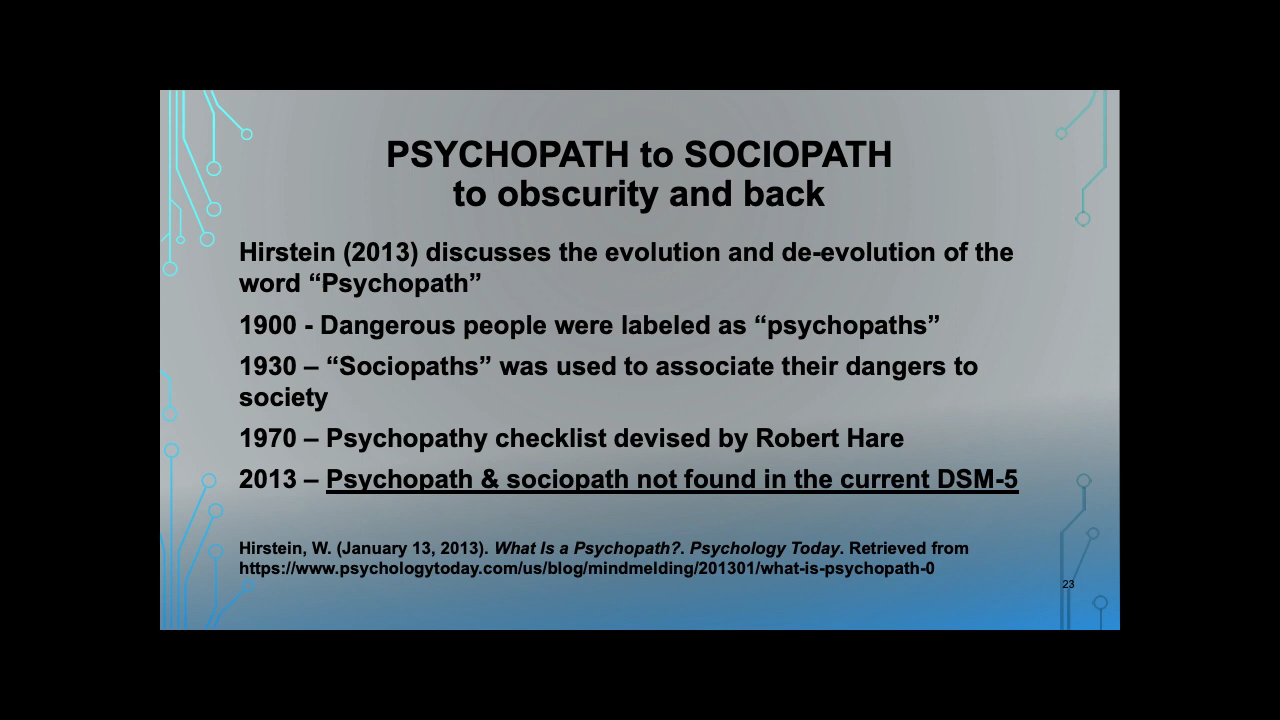 PSYCHOPATH to SOCIOPATH
to obscurity and back
Hirstein (2013) discusses the evolution and de-evolution of the
word “Psychopath”
1900 - Dangerous people were labeled as “psychopaths”
1930 – “Sociopaths” was used to associate their dangers to
society
1970 – Psychopathy checklist devised by Robert Hare
2013 – Psychopath & sociopath not found in the current DSM-5
Hirstein, W. (January 13, 2013). What Is a Psychopath?. Psychology Today. Retrieved from
https://www.psychologytoday.com/us/blog/mindmelding/201301/what-is-psychopath-0
23